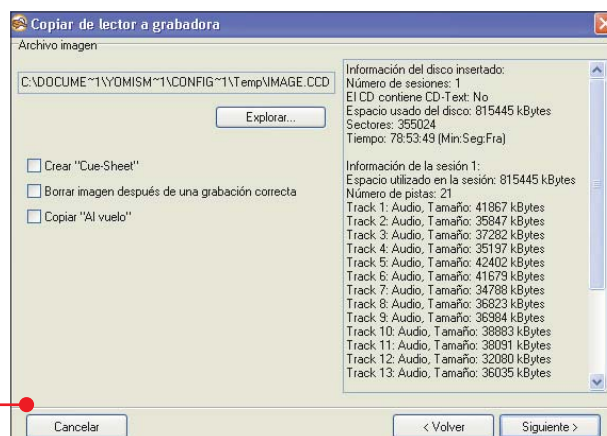 Copiar de lector a grabadora
Archivo imagen
C:\DOCUME~1\YOMISM~1\CONFIG~1\Temp\IMAGE.CCD
Explorar...
Crear "Cue-Sheet"
Borrar imagen después de una grabación correcta
Copiar "Al vuelo"
Información del disco insertado:
Número de sesiones: 1
El CD contiene CD-Text: No
Espacio usado del disco: 815445 kBytes
Sectores: 355024
Tiempo: 78:53:49 (Min:Seg:Fra)
Información de la sesión 1:
Espacio utilizado en la sesión: 815445 kBytes
Número de pistas: 21
Track 1: Audio, Tamaño: 41867 kBytes
Track 2: Audio, Tamaño: 35847 kBytes
Track 3: Audio, Tamaño: 37282 kBytes
Track 4: Audio, Tamaño: 35197 kBytes
Track 5: Audio, Tamaño: 42402 kBytes
Track 6: Audio, Tamaño: 41679 kBytes
Track 7: Audio, Tamaño: 34788 kBytes
Track 8: Audio, Tamaño: 36823 kBytes
Track 9: Audio, Tamaño: 36984 kBytes
Track 10: Audio, Tamaño: 38883 kBytes
Track 11: Audio, Tamaño: 38091 kBytes
Track 12: Audio, Tamaño: 32080 kBytes
Track 13: Audio, Tamaño: 36035 kBytes
Cancelar
< Volver
Siguiente >